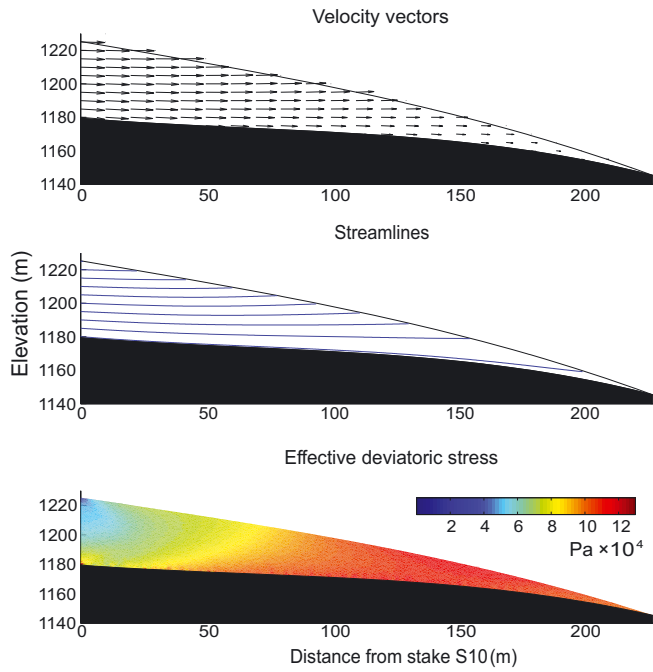 Velocity vectors
1220
1200
1180
1160
1140
0 50 100 150 200
Streamlines
Elevation (m)
1220
1200
1180
1160
1140
0 50 100 150 200
Effective deviatoric stress
1220
1200
1180
1160
1140
2 4 6 8 10 12
Pa ×10⁴
0 50 100 150 200
Distance from stake S10 (m)